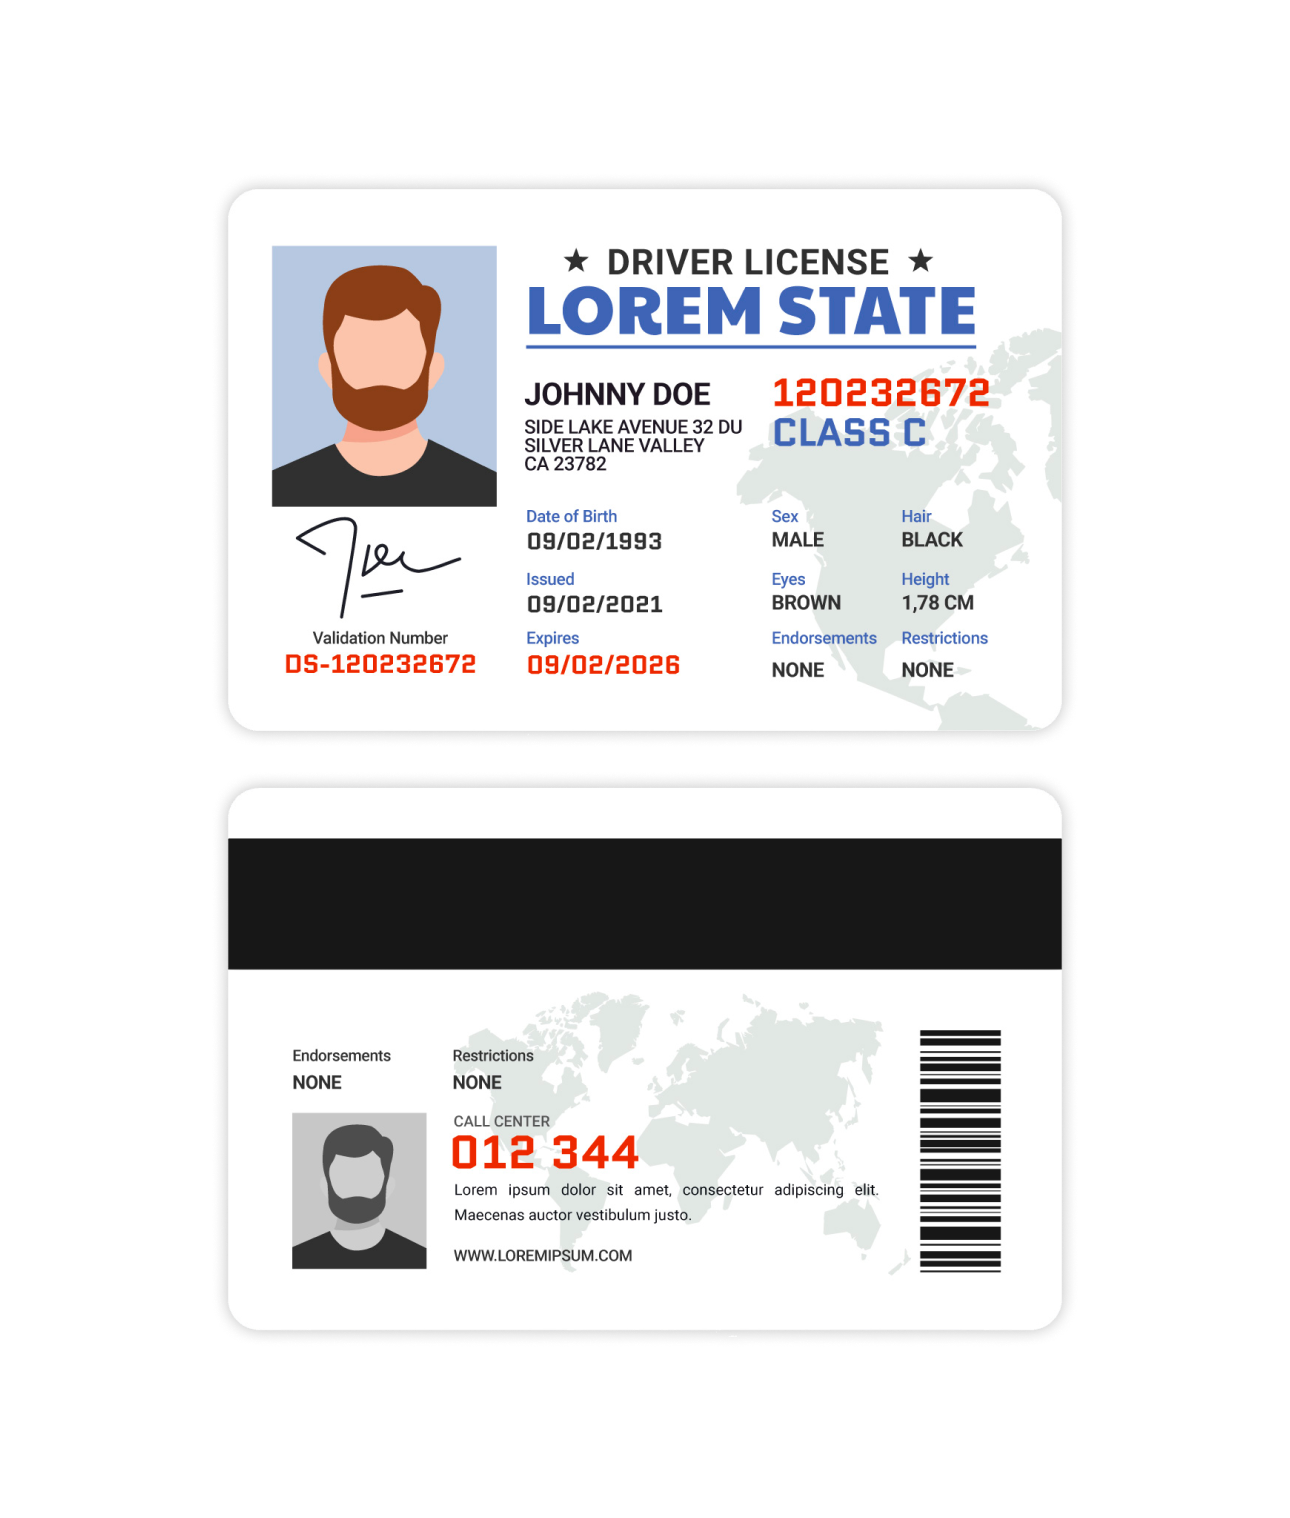 ★ DRIVER LICENSE ★
LOREM STATE
JOHNNY DOE
SIDE LAKE AVENUE 32 DU
SILVER LANE VALLEY
CA 23782
120232672
CLASS C
Date of Birth
09/02/1993
Sex
MALE
Hair
BLACK
Issued
09/02/2021
Eyes
BROWN
Height
1,78 CM
Expires
09/02/2026
Endorsements
NONE
Restrictions
NONE
Doe
Validation Number
DS-120232672
Endorsements
NONE
Restrictions
NONE
CALL CENTER
012 344
Lorem ipsum dolor sit amet, consectetur adipiscing elit.
Maecenas auctor vestibulum justo.
WWW.LOREMIPSUM.COM